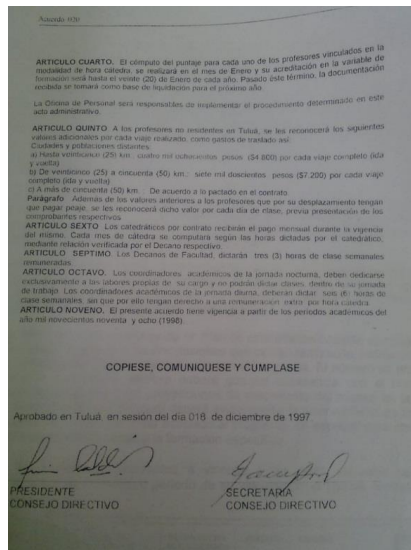 Acuerdo #09
ARTICULO CUARTO. El cómputo del puntaje para cada uno de los profesores vinculados en la
modalidad de hora cátedra, se realizará en el mes de Enero y su acreditación en la variable de
formación será hasta el veinte (20) de Enero de cada año. Pasado éste término, la documentación
recibida se tomará como base de liquidación para el próximo año.
La Oficina de Personal será responsables de implementar el procedimiento determinado en este
acto administrativo.
ARTICULO QUINTO. A los profesores no residentes en Tuluá, se les reconocerá los siguientes
valores adicionales por cada viaje realizado, como gastos de traslado así:
Ciudades y poblaciones distantes:
a) Hasta veinticinco (25) km.: cuatro mil ochocientos pesos ($4.800) por cada viaje completo (ida
y vuelta)
b) De veinticinco (25) a cincuenta (50) km.: siete mil doscientos pesos ($7.200) por cada viaje
completo (ida y vuelta)
c) A más de cincuenta (50) km.: De acuerdo a lo pactado en el contrato.
Parágrafo Además de los valores anteriores a los profesores que por su desplazamiento tengan
que pagar peaje, se les reconocerá dicho valor por cada día de clase, previa presentación de los
comprobantes respectivos.
ARTICULO SEXTO. Los catedráticos por contrato recibirán el pago mensual durante la vigencia
del mismo. Cada mes de cátedra se computará según las horas dictadas por el catedrático,
mediante relación verificada por el Decano respectivo.
ARTICULO SEPTIMO. Los Decanos de Facultad, dictarán tres (3) horas de clase semanales
remuneradas.
ARTICULO OCTAVO. Los coordinadores académicos de la jornada nocturna, deben dedicarse
exclusivamente a las labores propias de su cargo y no podrán dictar clases, dentro de su jornada
de trabajo. Los coordinadores académicos de la jornada diurna, deberán dictar seis (6) horas de
clase semanales, sin que por ello tengan derecho a una remuneración extra por hora cátedra.
ARTICULO NOVENO. El presente acuerdo tiene vigencia a partir de los períodos académicos del
año mil novecientos noventa y ocho (1998).
COPIESE, COMUNIQUESE Y CUMPLASE
Aprobado en Tuluá en sesión del día 016 de diciembre de 1997
PRESIDENTE
CONSEJO DIRECTIVO
SECRETARIA
CONSEJO DIRECTIVO